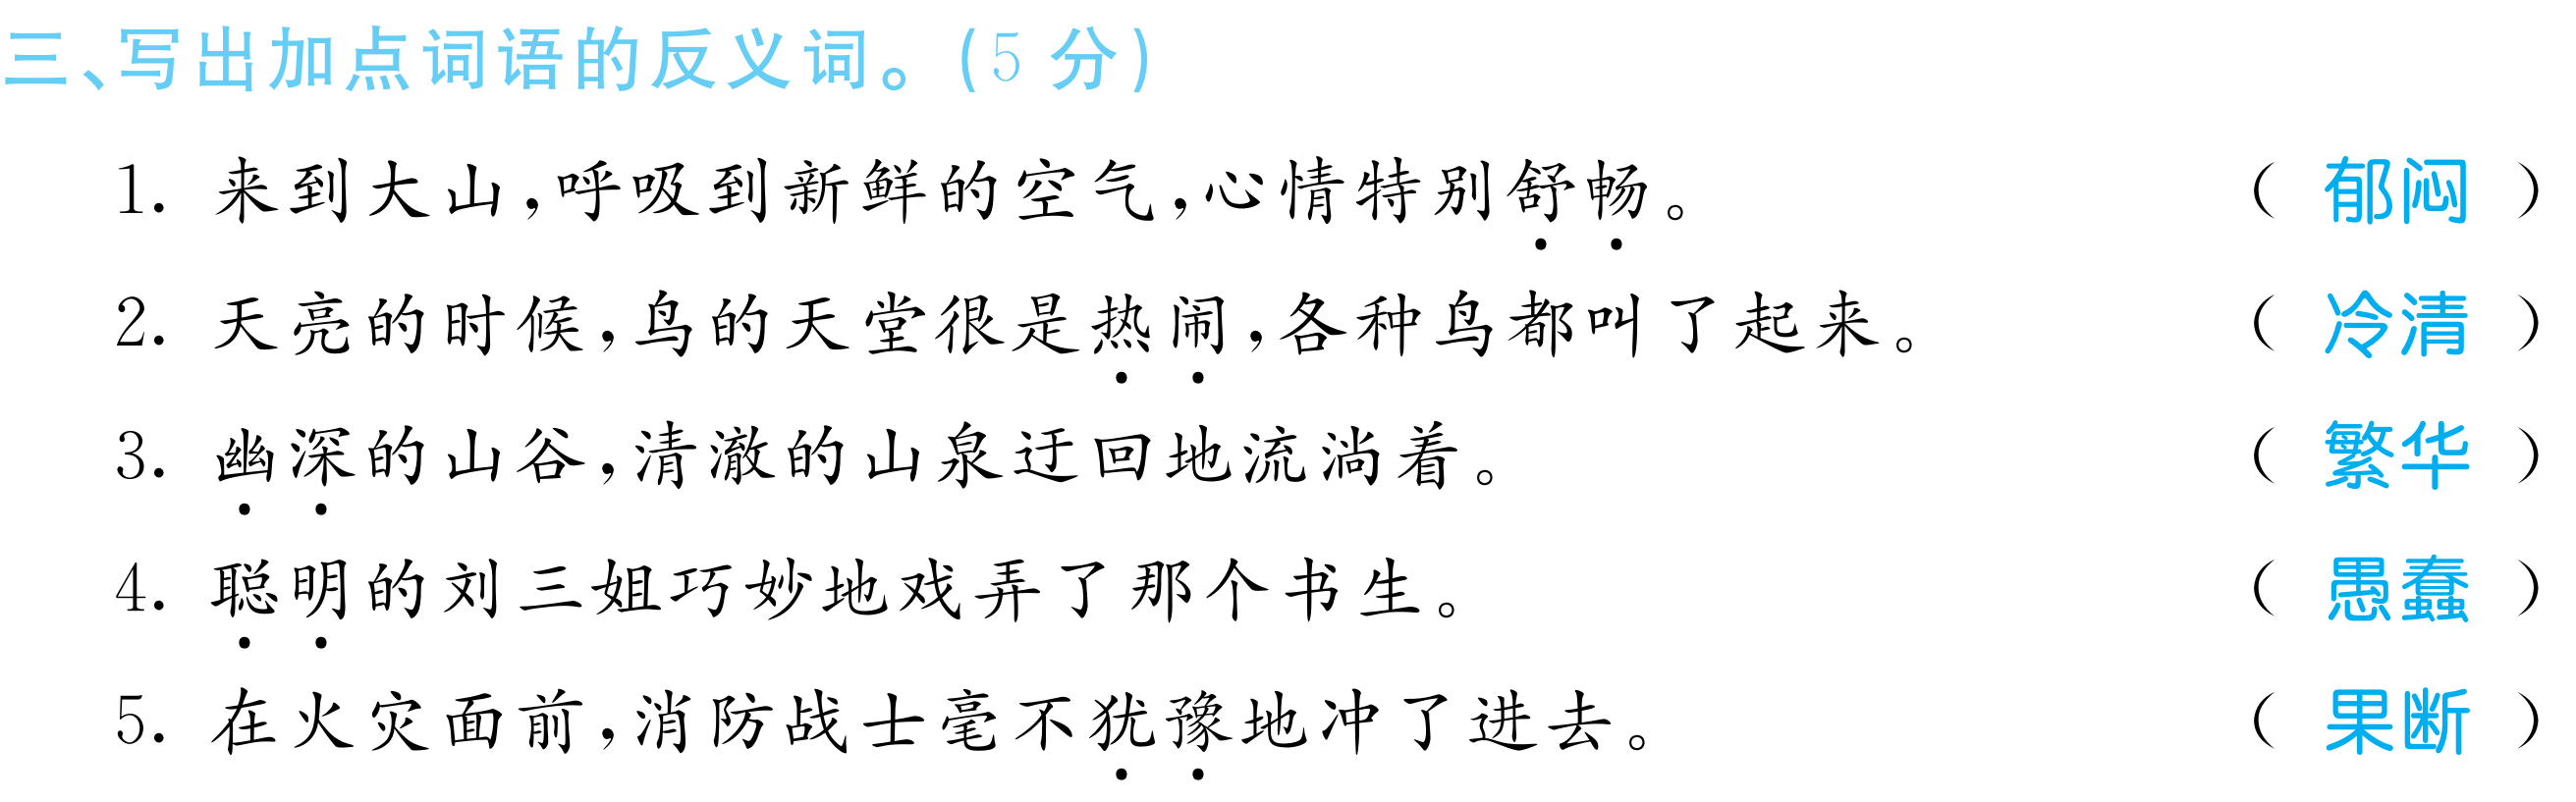 三、写出加点词语的反义词。(5 分)
1. 来到大山,呼吸到新鲜的空气,心情特别舒畅。 ( 郁闷 )
2. 天亮的时候,鸟的天堂很是热闹,各种鸟都叫了起来。 ( 冷清 )
3. 幽深的山谷,清澈的山泉迂回地流淌着。 ( 繁华 )
4. 聪明的刘三姐巧妙地戏弄了那个书生。 ( 愚蠢 )
5. 在火灾面前,消防战士毫不犹豫地冲了进去。 ( 果断 )